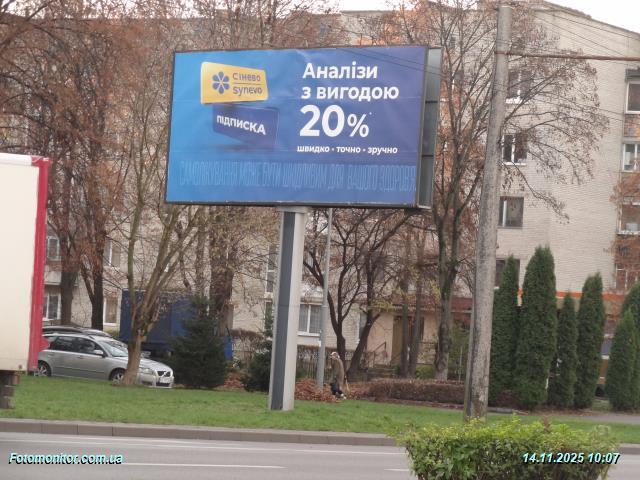 Сінево
Synevo
ПІДПИСКА
Аналізи
з вигодою
20%*
швидко • точно • зручно
САМОЛІКУВАННЯ МОЖЕ БУТИ ШКІДЛИВИМ ДЛЯ ВАШОГО ЗДОРОВ'Я
Fotomonitor.com.ua
14.11.2025 10:07